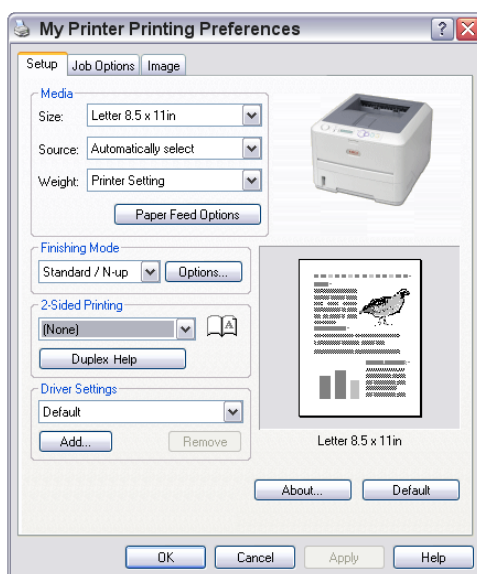 My Printer Printing Preferences
Setup Job Options Image
Media
Size: Letter 8.5 x 11in
Source: Automatically select
Weight: Printer Setting
Paper Feed Options
Finishing Mode
Standard / N-up Options...
2-Sided Printing
(None)
A
Duplex Help
Driver Settings
Default
Add... Remove
Letter 8.5 x 11in
About... Default
OK Cancel Apply Help